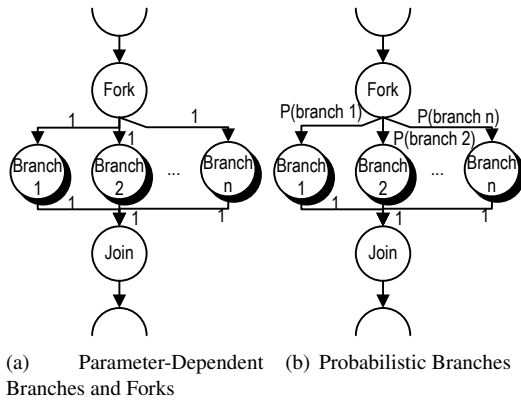 Fork
1
1
1
Branch
1
Branch
2
...
Branch
n
1
1
1
Join
Fork
P(branch 1)
P(branch n)
P(branch 2)
Branch
1
Branch
2
...
Branch
n
1
1
1
Join
(a) Parameter-Dependent
Branches and Forks
(b) Probabilistic Branches